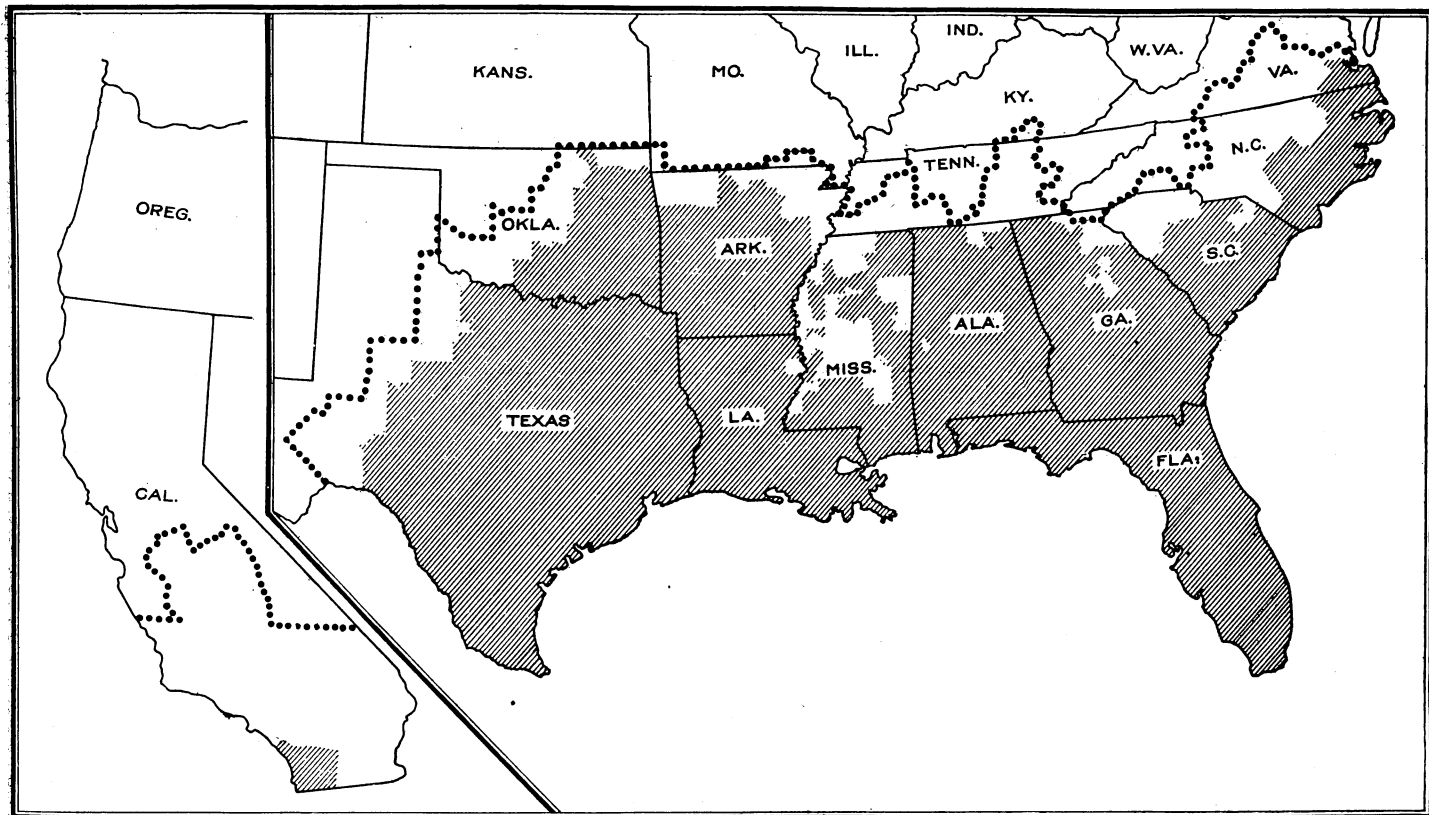 IND.
ILL.
W.VA.
KANS.
MO.
VA.
KY.
N.C.
TENN.
OREG.
OKLA.
ARK.
S.C.
ALA.
GA.
MISS.
TEXAS
LA.
FLA.
CAL.